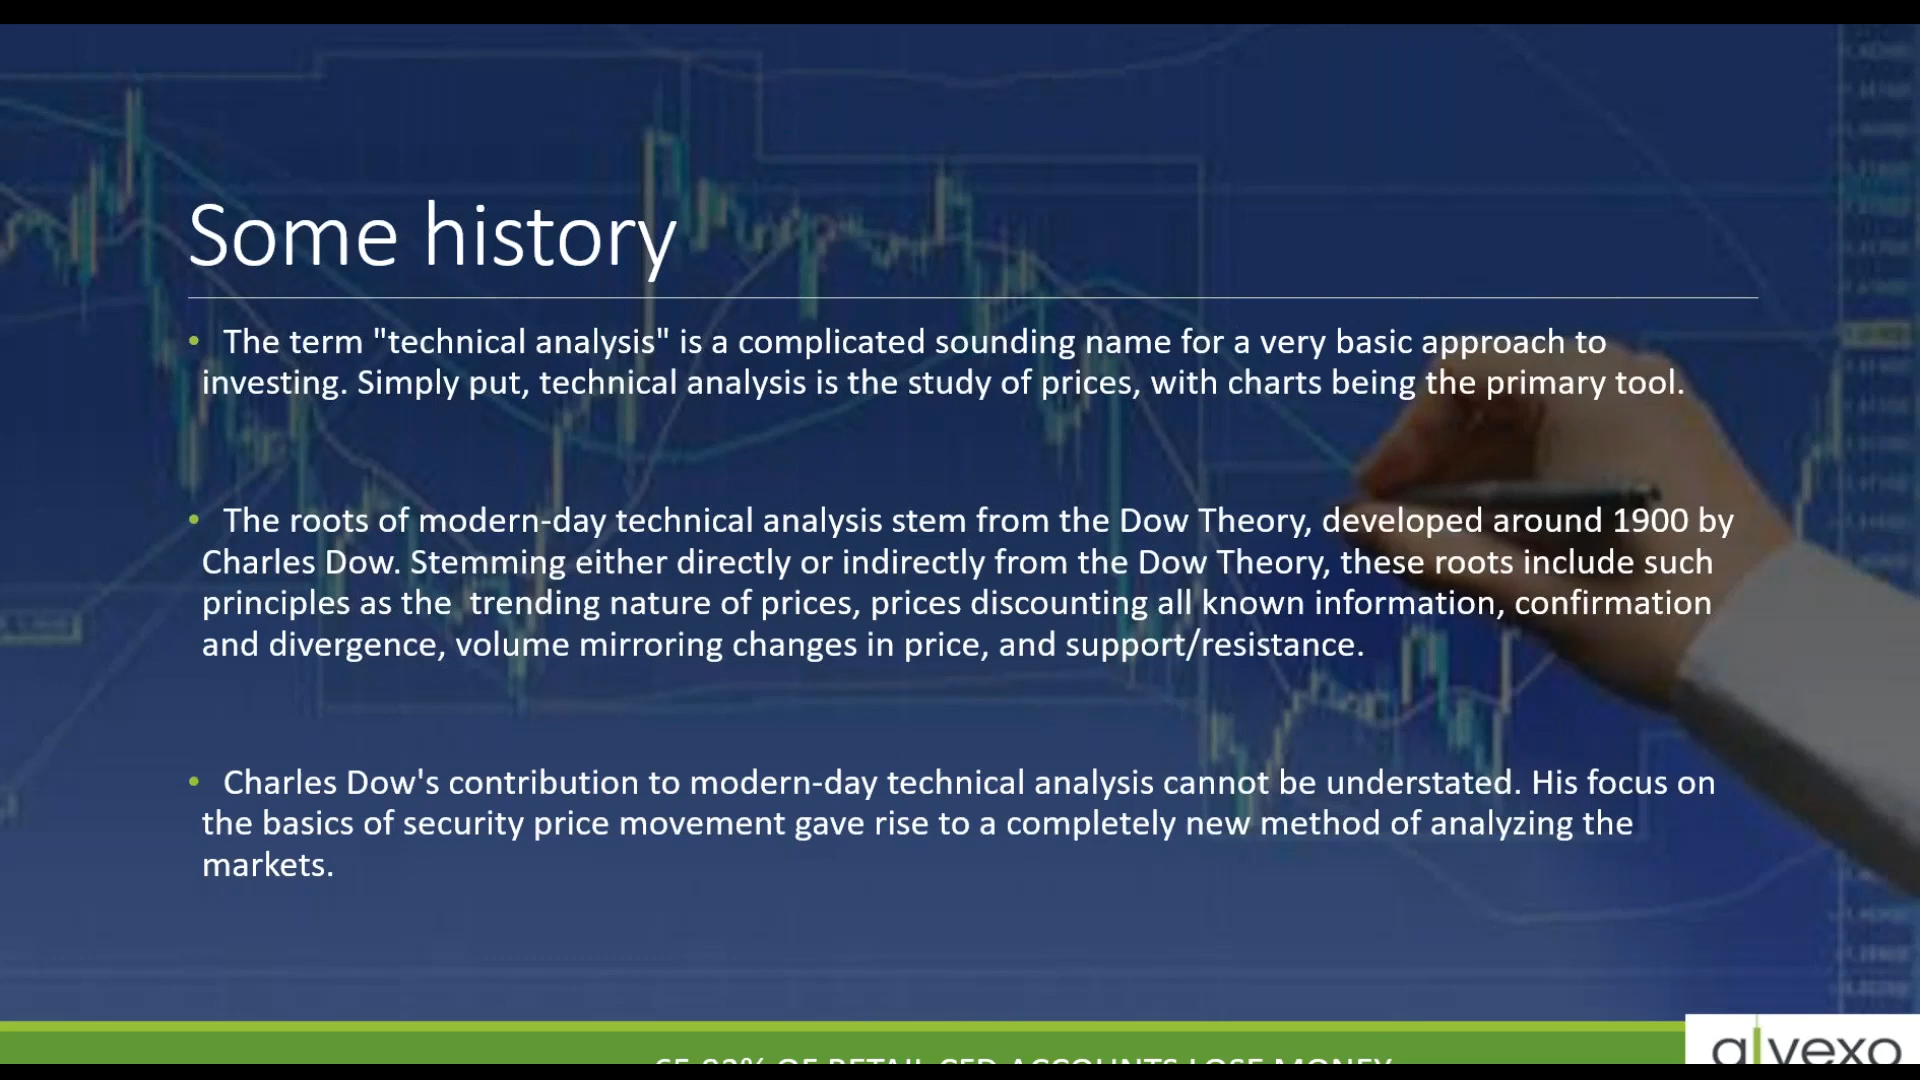 Some history
• The term "technical analysis" is a complicated sounding name for a very basic approach to
investing. Simply put, technical analysis is the study of prices, with charts being the primary tool.
• The roots of modern-day technical analysis stem from the Dow Theory, developed around 1900 by
Charles Dow. Stemming either directly or indirectly from the Dow Theory, these roots include such
principles as the  trending nature of prices, prices discounting all known information, confirmation
and divergence, volume mirroring changes in price, and support/resistance.
• Charles Dow's contribution to modern-day technical analysis cannot be understated. His focus on
the basics of security price movement gave rise to a completely new method of analyzing the
markets.
OF RETAIL CFD ACCOUNTS LOSE MONEY
alvexo